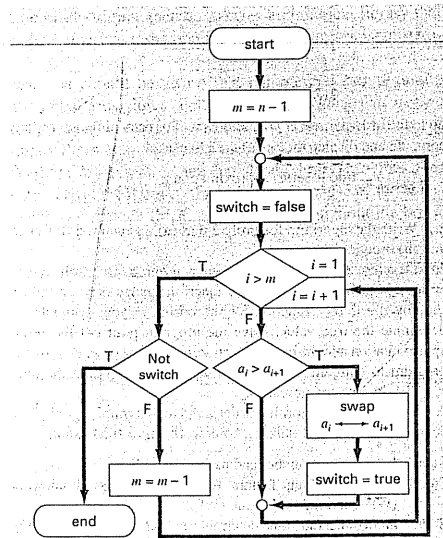 start
m = n - 1
switch = false
i = 1
T
i > m
i = i + 1
F
T
Not
switch
a_i > a_{i+1}
T
F
F
swap
a_i ⟷ a_{i+1}
m = m - 1
switch = true
end